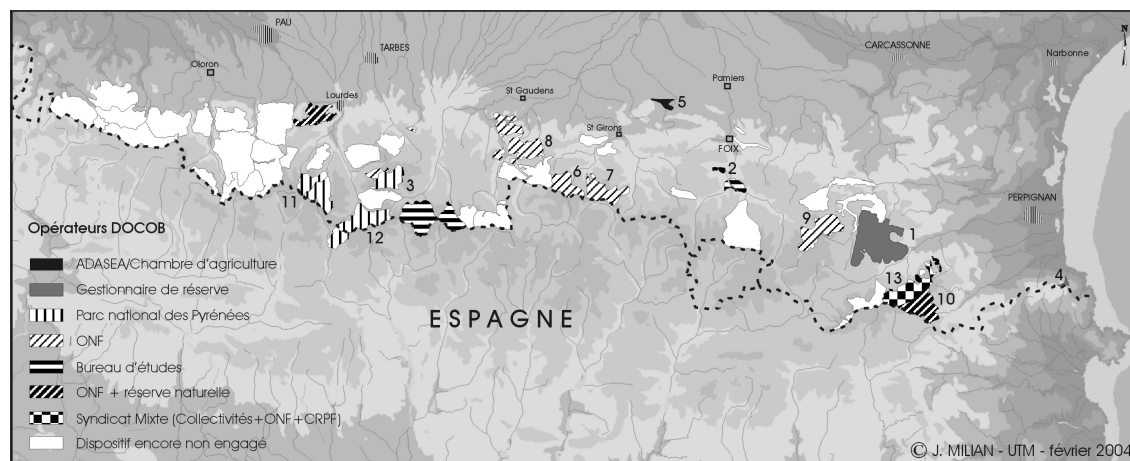 PAU
TARBES
CARCASSONNE
N
Narbonne
Oloron
Lourdes
St Gaudens
Pamiers
5
St Girons
FOIX
8
2
6
7
3
11
12
9
1
PERPIGNAN
13
10
4
Opérateurs DOCOB
ADASEA/Chambre d'agriculture
Gestionnaire de réserve
Parc national des Pyrénées
ONF
Bureau d'études
ONF + réserve naturelle
Syndicat Mixte (Collectivités+ONF+CRPF)
Dispositif encore non engagé
ESPAGNE
© J. MILIAN - UTM - février 2004